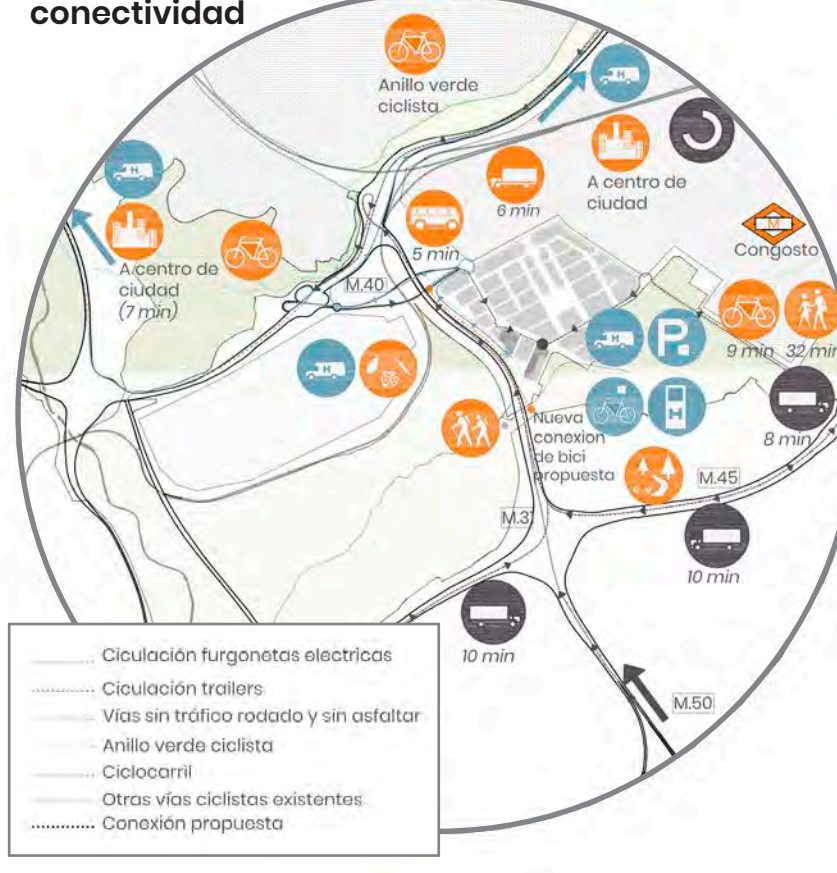 conectividad
Anillo verde
ciclista
H
H
A centro de
ciudad
6 min
A centro de
ciudad
(7 min)
5 min
M
Congosto
M.40
H
P
9 min
32 min
H
Nueva
conexion
de bici
propuesta
H
8 min
M.45
M.3
10 min
10 min
M.50
Ciculación furgonetas electricas
Ciculación trailers
Vías sin tráfico rodado y sin asfaltar
Anillo verde ciclista
Ciclocarril
Otras vías ciclistas existentes
Conexión propuesta